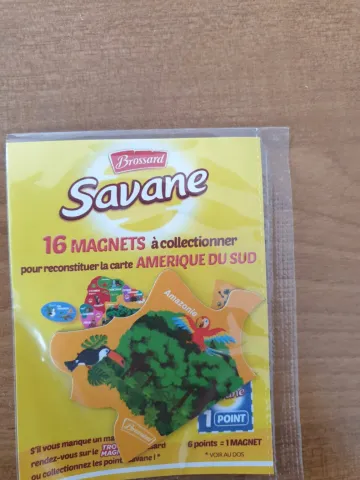 Brossard
Savane
16 MAGNETS à collectionner
pour reconstituer la carte AMERIQUE DU SUD
Amazonie
1 POINT
S'il vous manque un
rendez-vous sur le
ou collectionnez les points
6 points = 1 MAGNET
* VOIR AU DOS